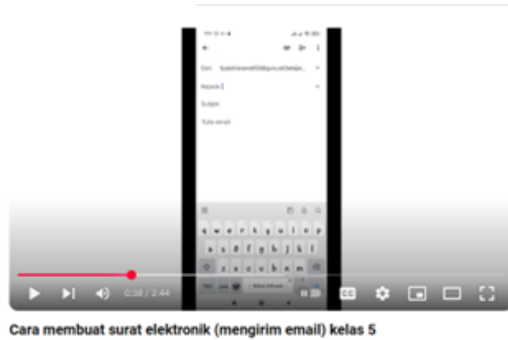 Dari
Kepada
Subjek
Tulis email
q w e r t y u i o p
a s d f g h j k l
z x c v b n m
0:38 / 2:44
CC
Cara membuat surat elektronik (mengirim email) kelas 5